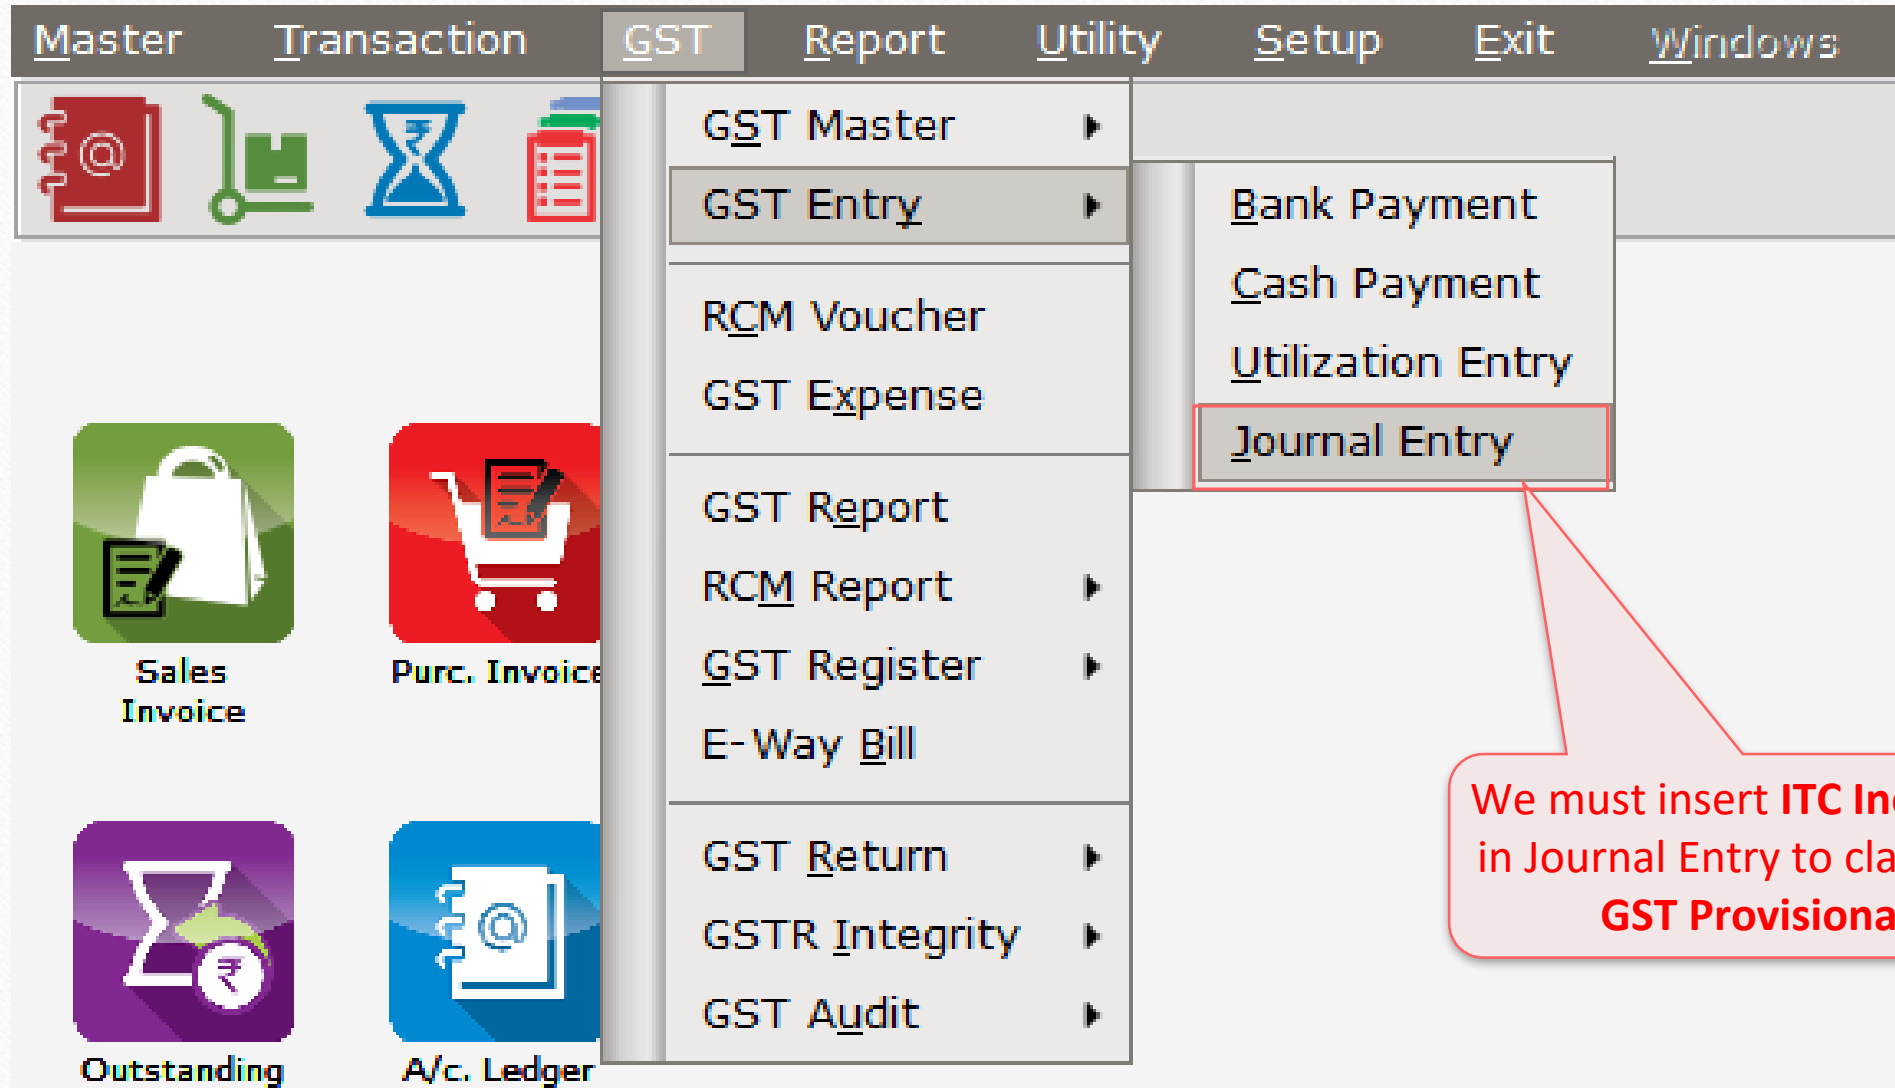 Master Transaction GST Report Utility Setup Exit Windows
GST Master
GST Entry
RCM Voucher
GST Expense
GST Report
RCM Report
GST Register
E-Way Bill
GST Return
GSTR Integrity
GST Audit
Bank Payment
Cash Payment
Utilization Entry
Journal Entry
Sales
Invoice
Purc. Invoice
Outstanding
A/c. Ledger
We must insert ITC
in Journal Entry to
GST